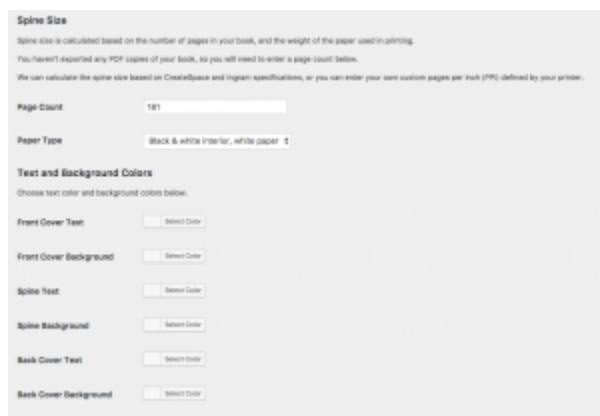 Spine Size
Spine size is calculated based on the number of pages in your book, and the weight of the paper used in printing.
You haven't exported any PDF copies of your book, so you will need to enter a page count below.
We can calculate the spine size based on CreateSpace and Ingram specifications, or you can enter your own custom pages per inch (PPI) defined by your printer.
Page Count 181
Paper Type Black & white interior, white paper
Text and Background Colors
Choose text color and background colors below.
Front Cover Text Select Color
Front Cover Background Select Color
Spine Text Select Color
Spine Background Select Color
Back Cover Text Select Color
Back Cover Background Select Color